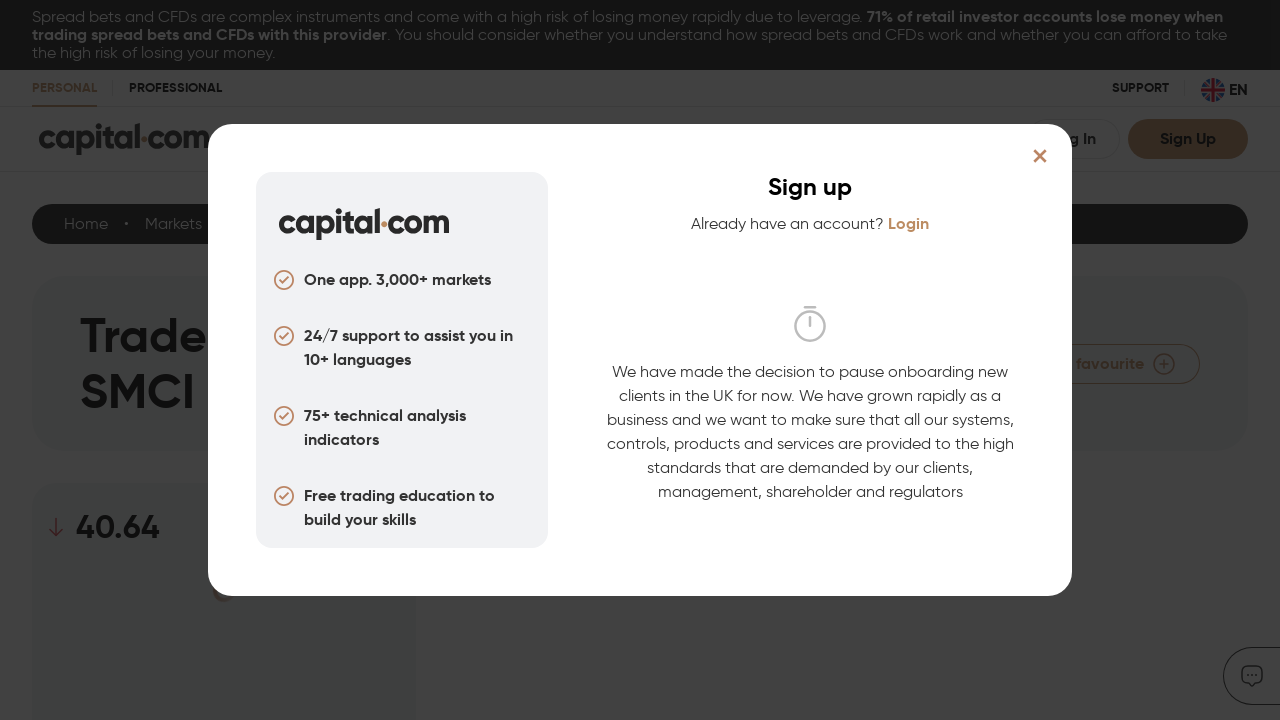 Spread bets and CFDs are complex instruments and come with a high risk of losing money rapidly due to leverage. 71% of retail investor accounts lose money when
trading spread bets and CFDs with this provider. You should consider whether you understand how spread bets and CFDs work and whether you can afford to take
the high risk of losing your money.
PERSONAL PROFESSIONAL SUPPORT EN
capital.com g In Sign Up
Home • Markets
Trade
SMCI
favourite
40.64
capital.com
One app. 3,000+ markets
24/7 support to assist you in
10+ languages
75+ technical analysis
indicators
Free trading education to
build your skills
Sign up
Already have an account? Login
We have made the decision to pause onboarding new
clients in the UK for now. We have grown rapidly as a
business and we want to make sure that all our systems,
controls, products and services are provided to the high
standards that are demanded by our clients,
management, shareholder and regulators